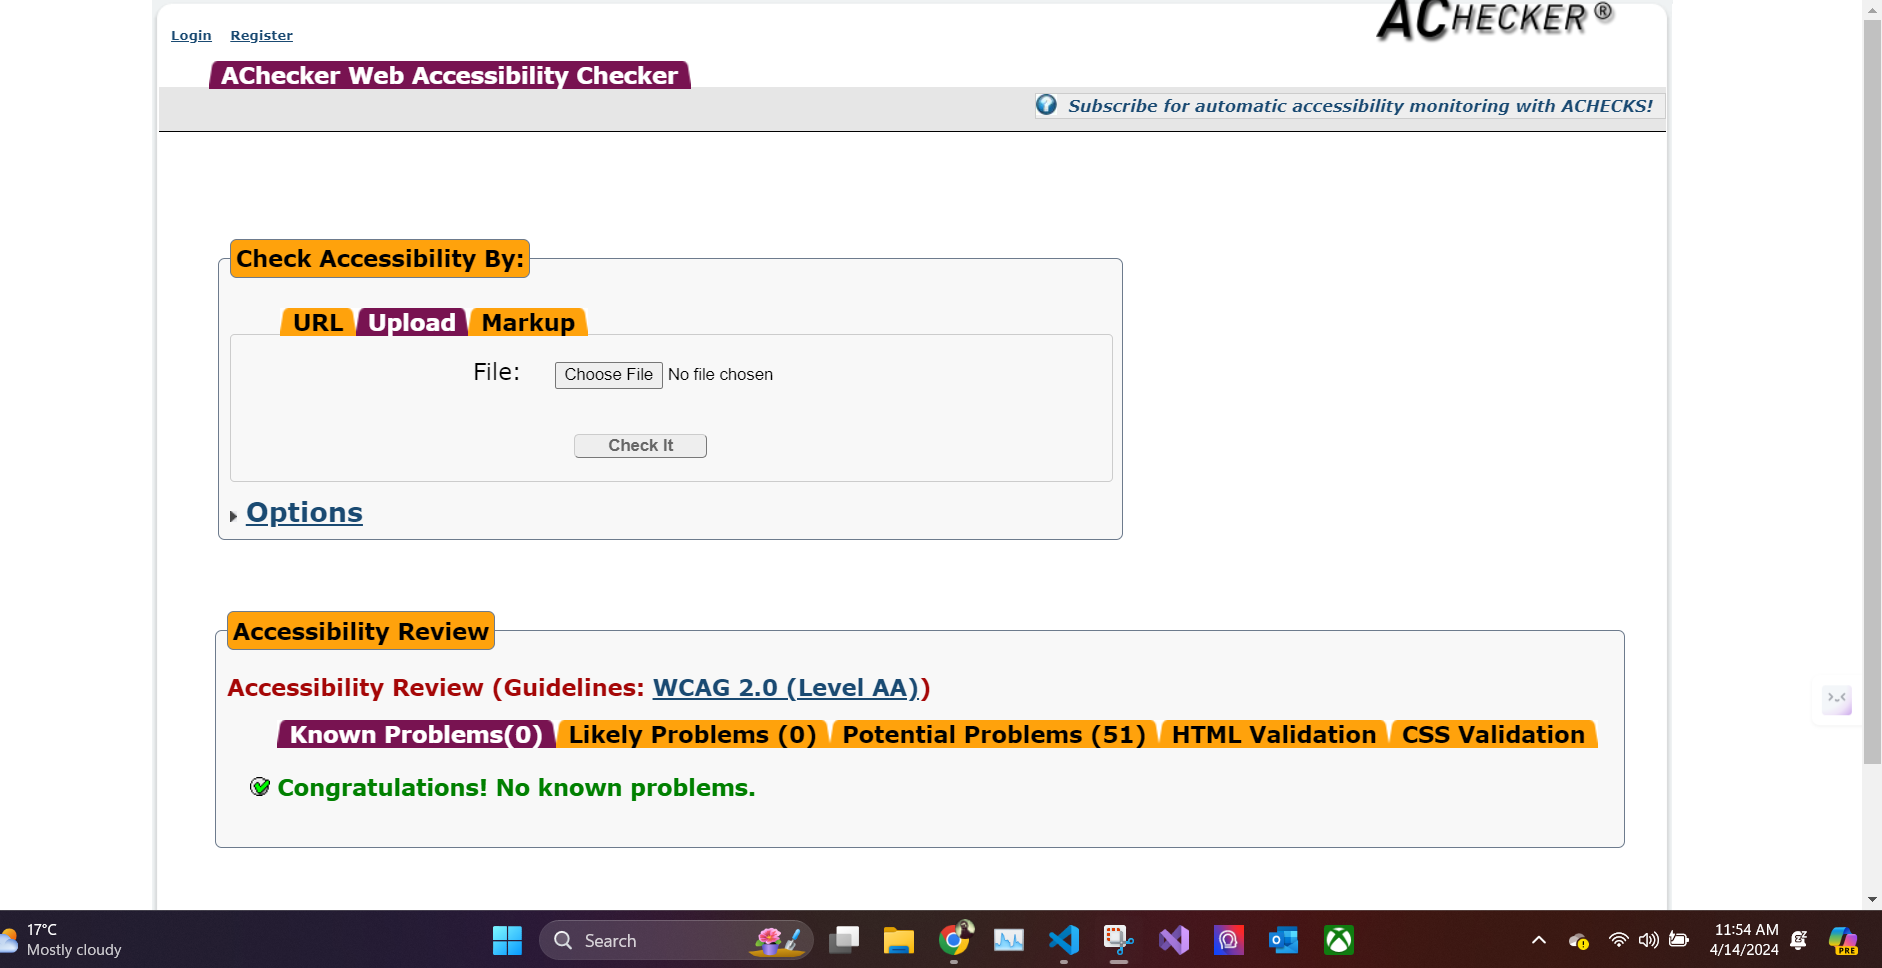 ACHECKER ®
Login Register
AChecker Web Accessibility Checker
Subscribe for automatic accessibility monitoring with ACHECKS!
Check Accessibility By:
URL Upload Markup
File: Choose File No file chosen
Check It
Options
Accessibility Review
Accessibility Review (Guidelines: WCAG 2.0 (Level AA))
Known Problems(0) Likely Problems (0) Potential Problems (51) HTML Validation CSS Validation
Congratulations! No known problems.
17°C
Mostly cloudy
Search
11:54 AM
4/14/2024
PRE